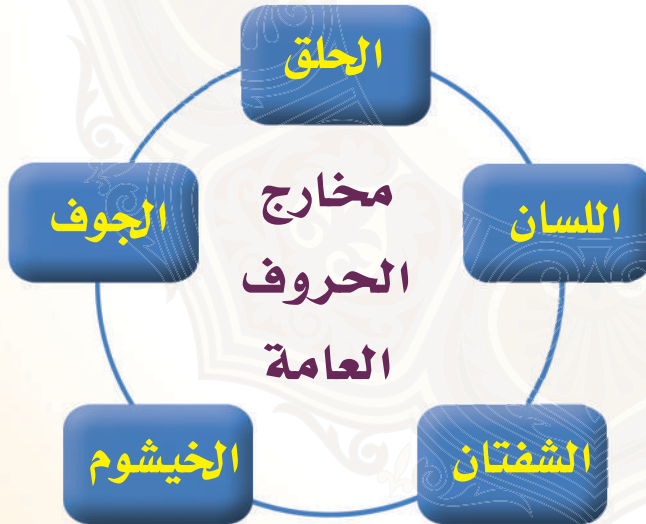 الحلق
اللسان
الجوف
مخارج
الحروف
العامة
الشفتان
الخيشوم